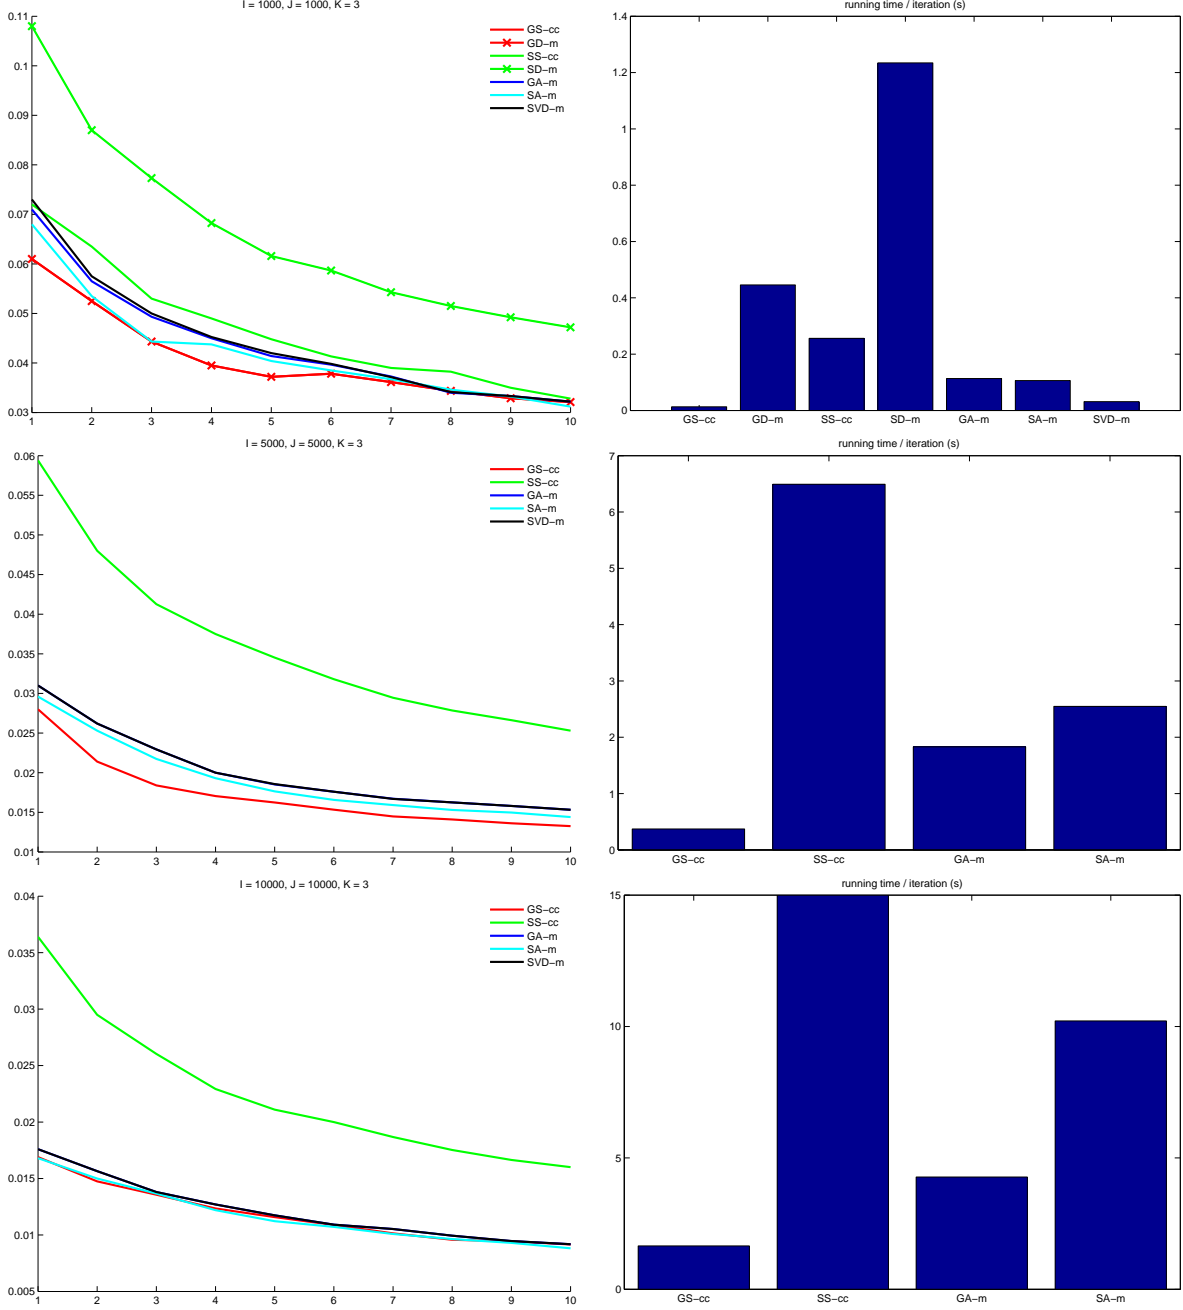 I = 1000, J = 1000, K = 3
0.11
0.1
0.09
0.08
0.07
0.06
0.05
0.04
0.03
1 2 3 4 5 6 7 8 9 10
GS−cc
GD−m
SS−cc
SD−m
GA−m
SA−m
SVD−m
running time / iteration (s)
1.4
1.2
1
0.8
0.6
0.4
0.2
0
GS−cc GD−m SS−cc SD−m GA−m SA−m SVD−m
I = 5000, J = 5000, K = 3
0.06
0.055
0.05
0.045
0.04
0.035
0.03
0.025
0.02
0.015
0.01
1 2 3 4 5 6 7 8 9 10
GS−cc
SS−cc
GA−m
SA−m
SVD−m
running time / iteration (s)
7
6
5
4
3
2
1
0
GS−cc SS−cc GA−m SA−m
I = 10000, J = 10000, K = 3
0.04
0.035
0.03
0.025
0.02
0.015
0.01
0.005
1 2 3 4 5 6 7 8 9 10
GS−cc
SS−cc
GA−m
SA−m
SVD−m
running time / iteration (s)
15
10
5
0
GS−cc SS−cc GA−m SA−m